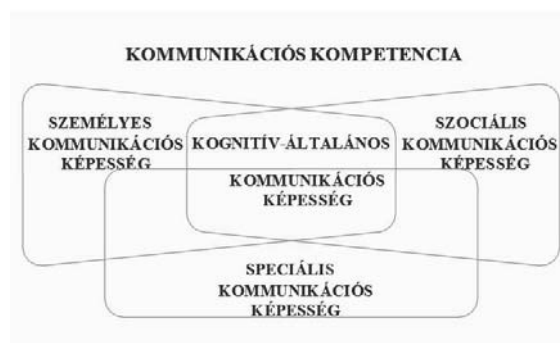 KOMMUNIKÁCIÓS KOMPETENCIA
SZEMÉLYES
KOMMUNIKÁCIÓS
KÉPESSÉG
KOGNITÍV-ÁLTALÁNOS
KOMMUNIKÁCIÓS
KÉPESSÉG
SZOCIÁLIS
KOMMUNIKÁCIÓS
KÉPESSÉG
SPECIÁLIS
KOMMUNIKÁCIÓS
KÉPESSÉG